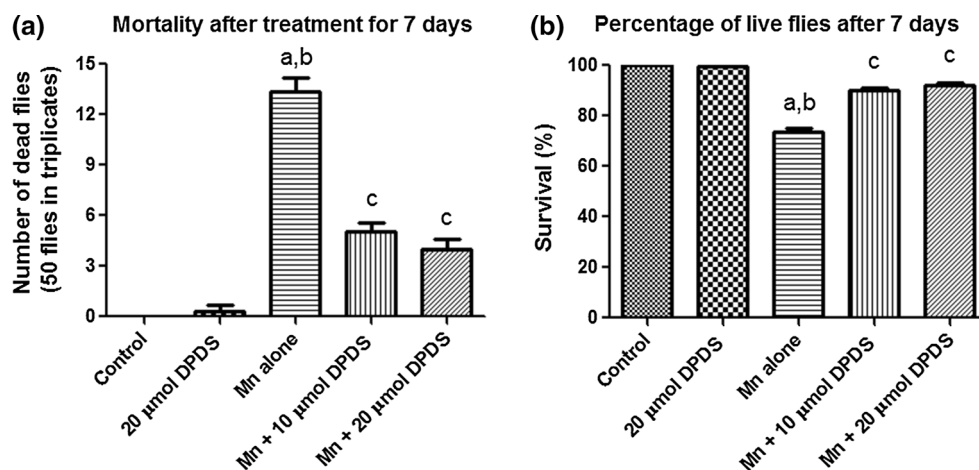 (a) Mortality after treatment for 7 days
Number of dead flies
(50 flies in triplicates)
15
12
9
6
3
0
a,b
c
c
Control
20 µmol DPDS
Mn alone
Mn + 10 µmol DPDS
Mn + 20 µmol DPDS
(b) Percentage of live flies after 7 days
Survival (%)
100
80
60
40
20
0
a,b
c
c
Control
20 µmol DPDS
Mn alone
Mn + 10 µmol DPDS
Mn + 20 µmol DPDS